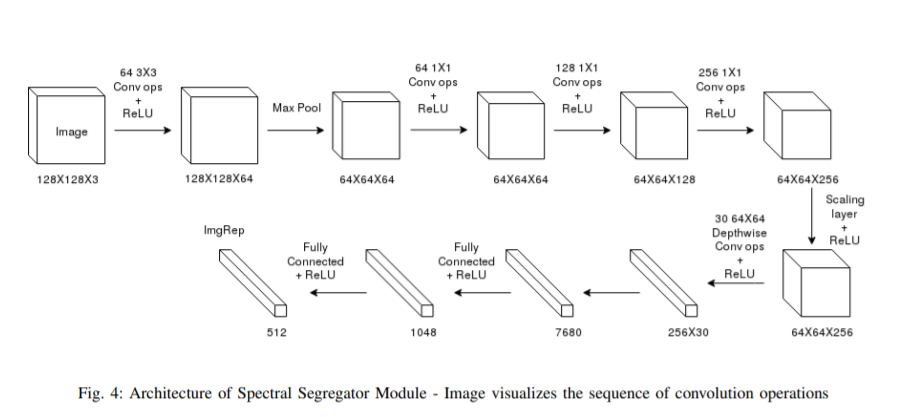 64 3X3
Conv ops
+
ReLU
Max Pool
64 1X1
Conv ops
+
ReLU
128 1X1
Conv ops
+
ReLU
256 1X1
Conv ops
+
ReLU
Image
128X128X3
128X128X64
64X64X64
64X64X64
64X64X128
64X64X256
Scaling
layer
+
ReLU
30 64X64
Depthwise
Conv ops
+
ReLU
ImgRep
Fully
Connected
+ ReLU
Fully
Connected
+ ReLU
512
1048
7680
256X30
64X64X256
Fig. 4: Architecture of Spectral Segregator Module - Image visualizes the sequence of convolution operations